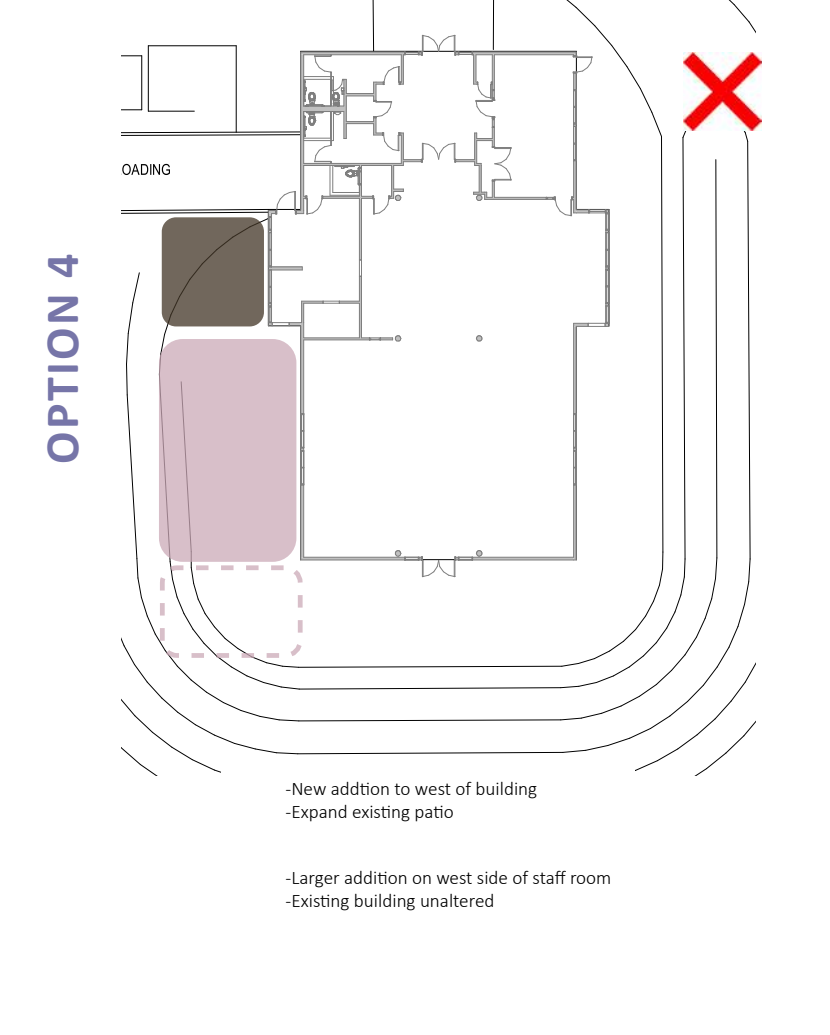 OADING
OPTION 4
-New addtion to west of building
-Expand existing patio
-Larger addition on west side of staff room
-Existing building unaltered